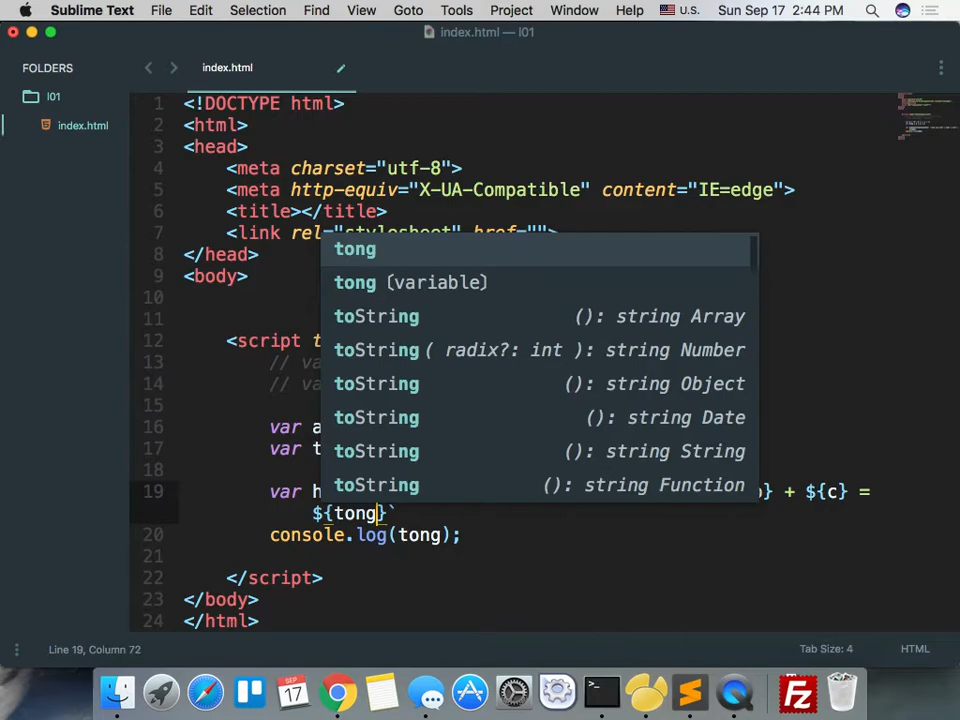 Sublime Text File Edit Selection Find View Goto Tools Project Window Help U.S. Sun Sep 17 2:44 PM
index.html — l01
FOLDERS
l01
index.html
index.html
1 <!DOCTYPE html>
2 <html>
3 <head>
4 <meta charset="utf-8">
5 <meta http-equiv="X-UA-Compatible" content="IE=edge">
6 <title></title>
7 <link rel="stylesheet" href="">
8 </head>
9 <body>
10
11
12 <script t
13 // va
14 // va
15
16 var a
17 var t
18
19 var h } + ${c} =
${tong}`
20 console.log(tong);
21
22 </script>
23 </body>
24 </html>
tong
tong (variable)
toString (): string Array
toString( radix?: int ): string Number
toString (): string Object
toString (): string Date
toString (): string String
toString (): string Function
Line 19, Column 72
Tab Size: 4
HTML
SEP
17
Fz